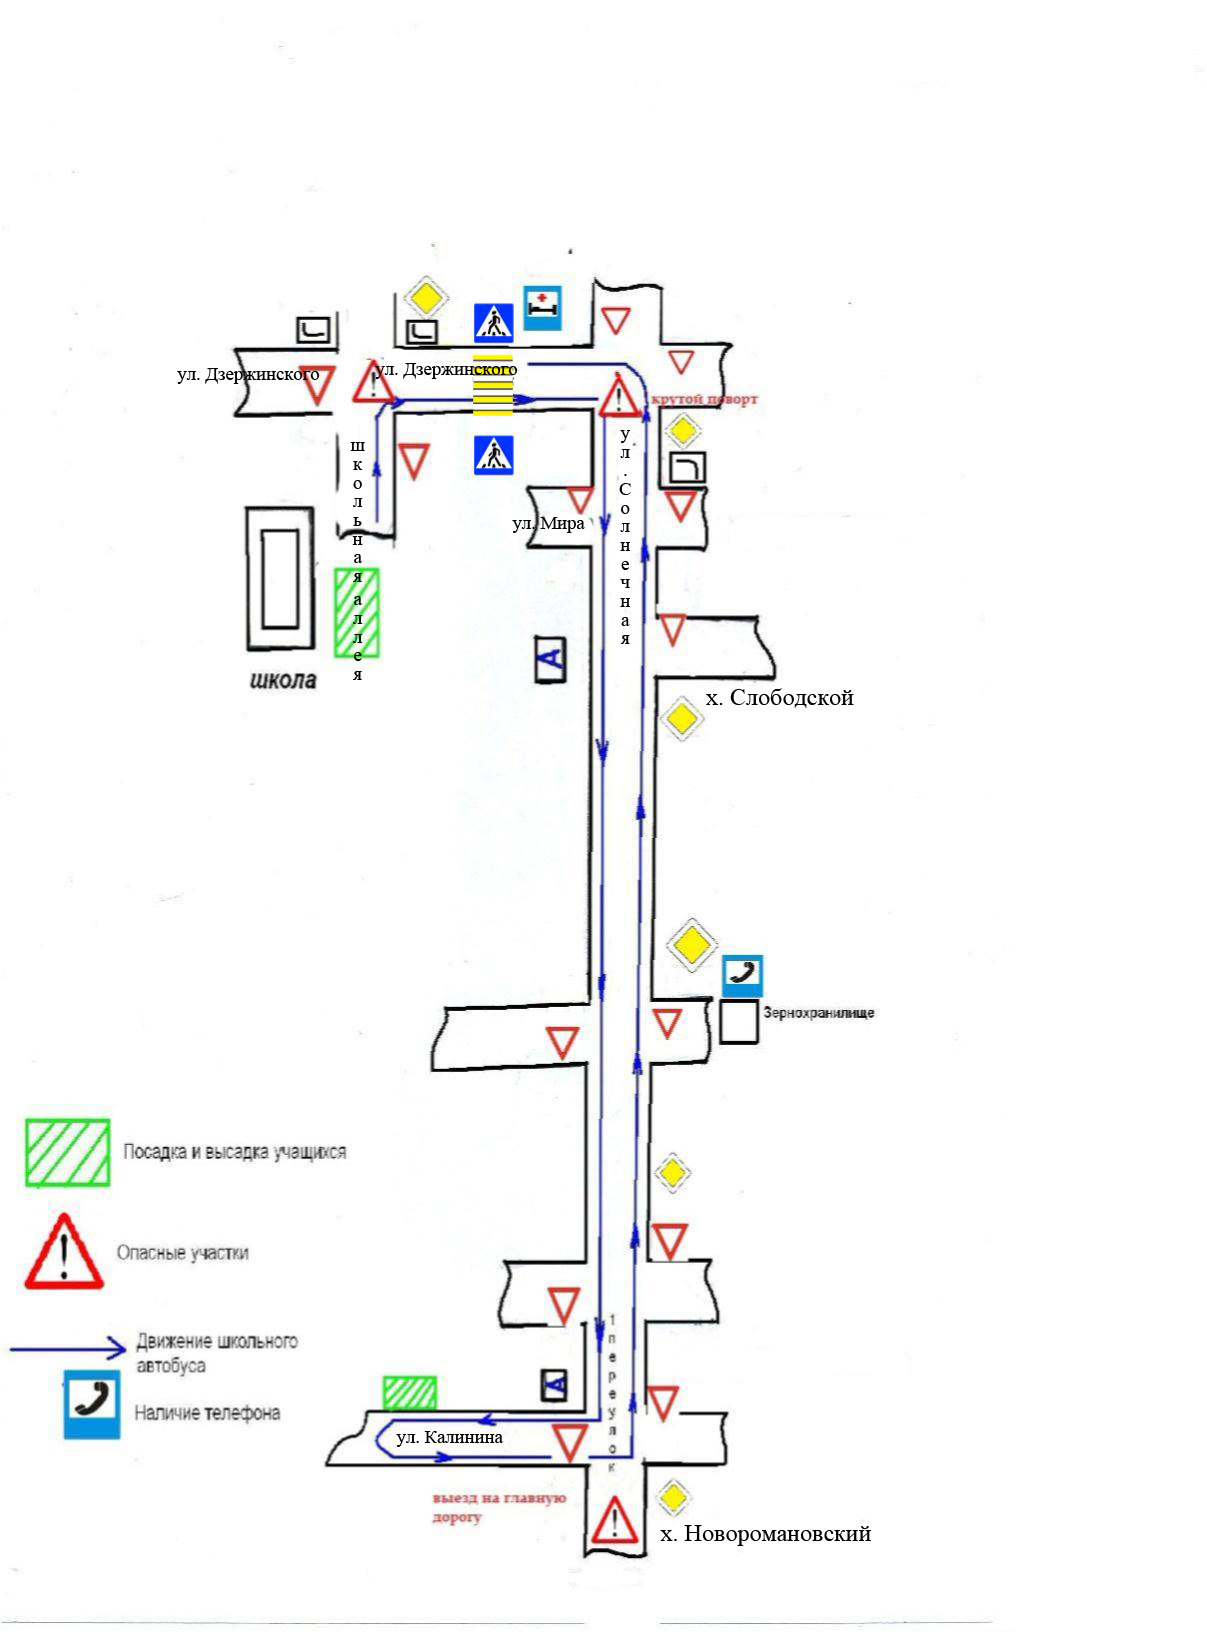 ул. Дзержинского
ул. Дзержинского
крутой поворт
школьная аллея
ул. Солнечная
ул. Мира
А
школа
х. Слободской
Зернохранилище
Посадка и высадка учащихся
Опасные участки
Движение школьного
автобуса
Наличие телефона
1 переулок
А
ул. Калинина
выезд на главную
дорогу
х. Новоромановский